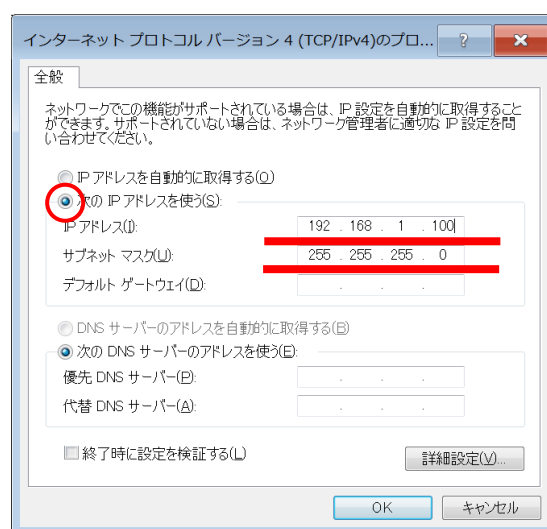 インターネット プロトコル バージョン 4 (TCP/IPv4)のプロ...
全般
ネットワークでこの機能がサポートされている場合は、IP 設定を自動的に取得すること
ができます。サポートされていない場合は、ネットワーク管理者に適切な IP 設定を問
い合わせてください。
IP アドレスを自動的に取得する(O)
次の IP アドレスを使う(S):
IP アドレス(I): 192 . 168 . 1 . 100
サブネット マスク(U): 255 . 255 . 255 . 0
デフォルト ゲートウェイ(D): . . .
DNS サーバーのアドレスを自動的に取得する(B)
次の DNS サーバーのアドレスを使う(E):
優先 DNS サーバー(P): . . .
代替 DNS サーバー(A): . . .
終了時に設定を検証する(L)
詳細設定(V)...
OK キャンセル